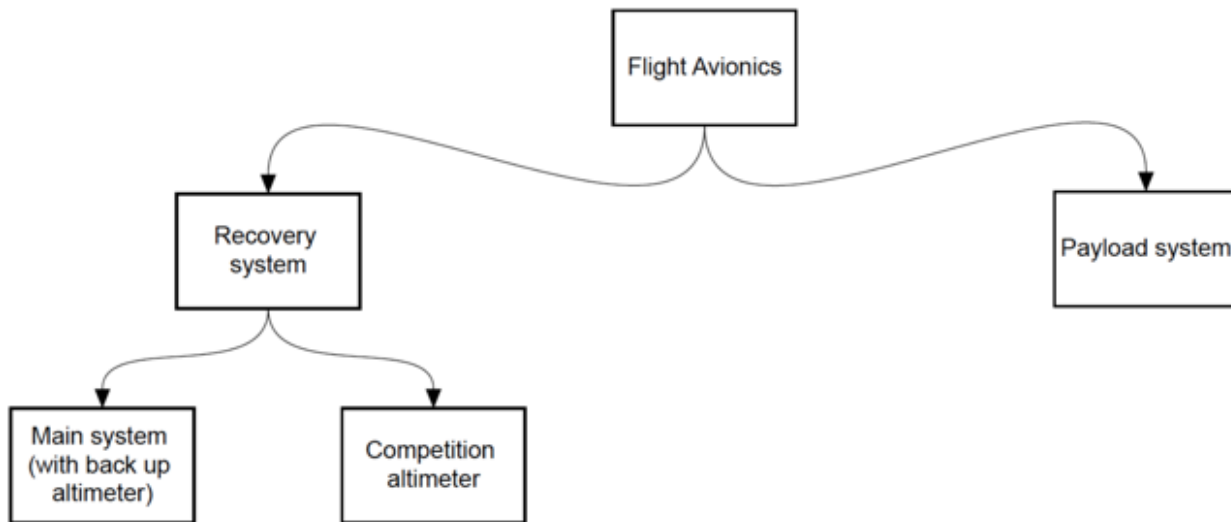 Flight Avionics
Recovery
system
Payload system
Main system
(with back up
altimeter)
Competition
altimeter